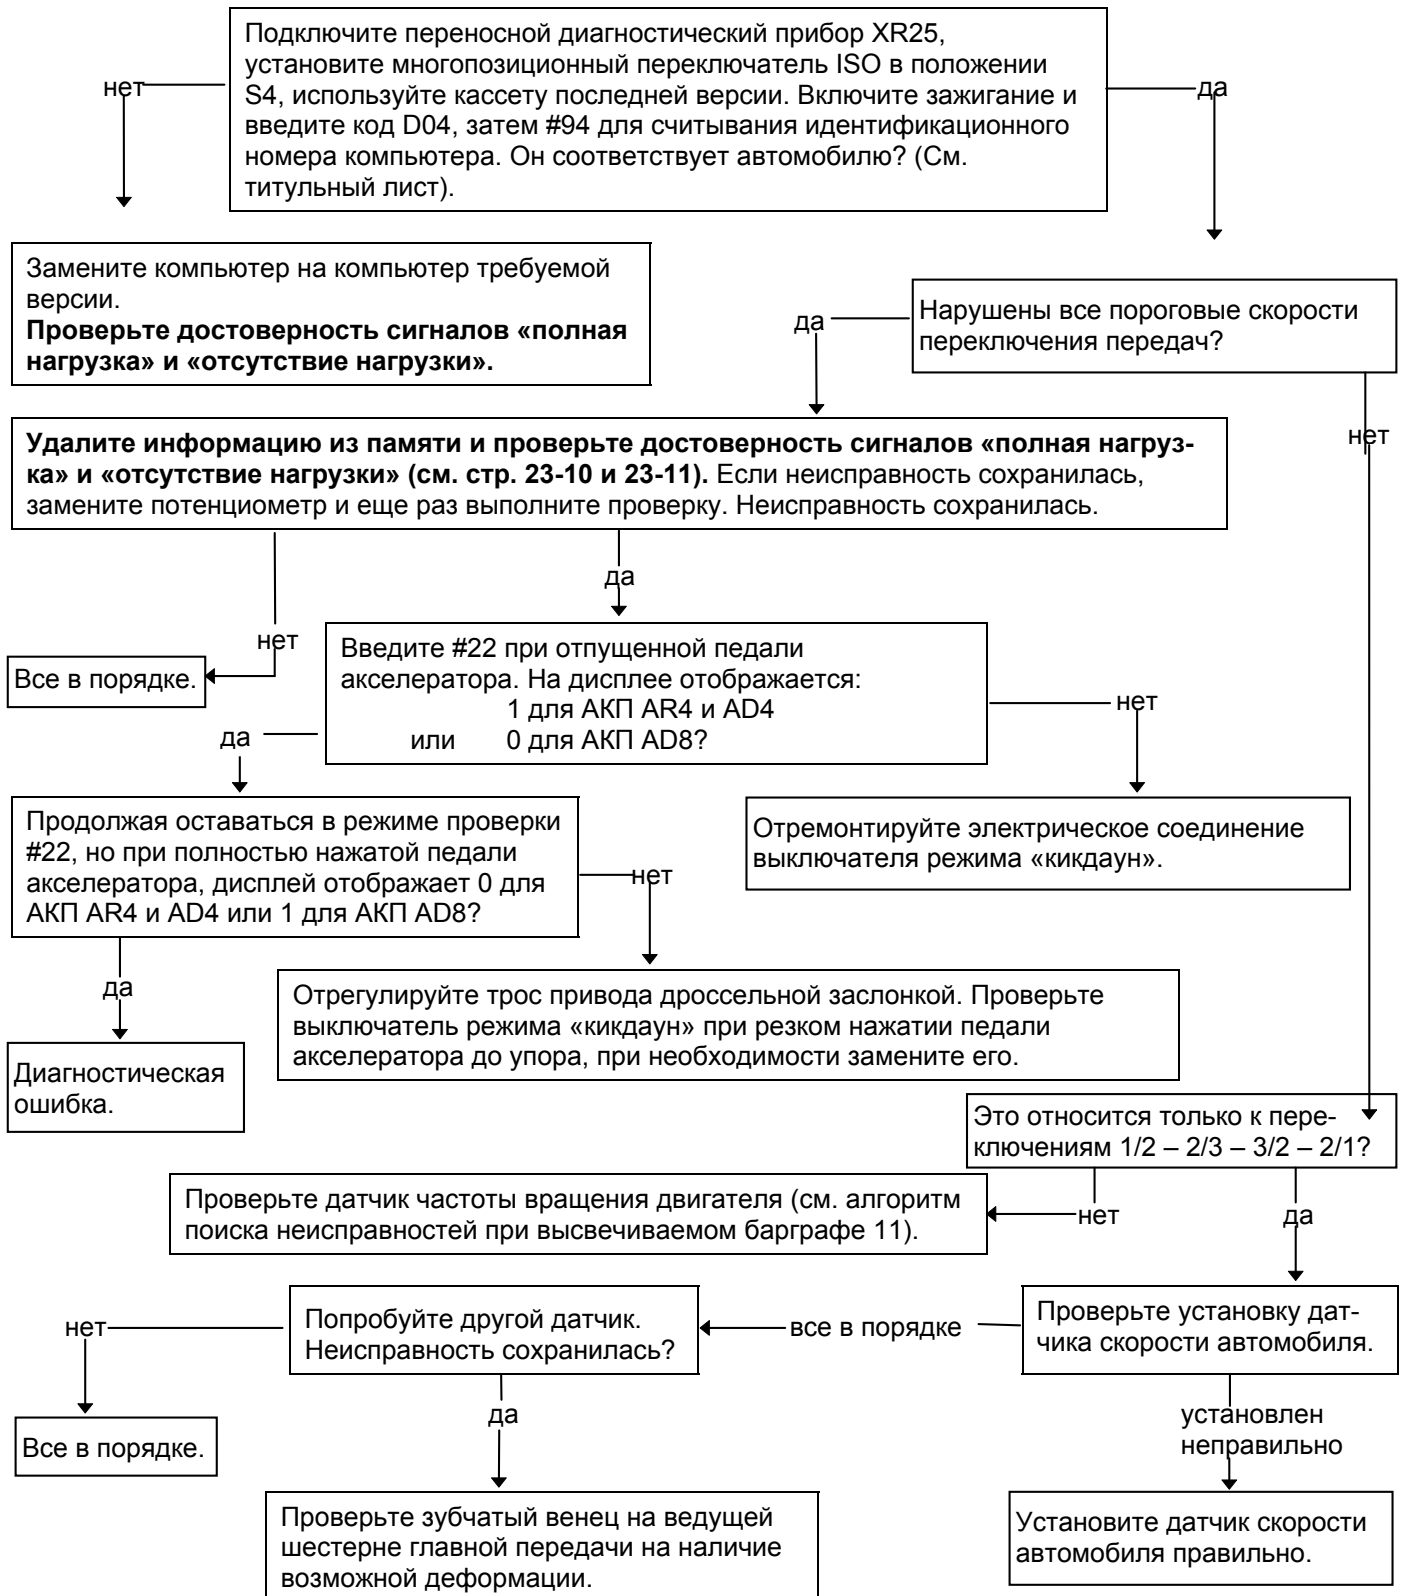 Подключите переносной диагностический прибор XR25,
установите многопозиционный переключатель ISO в положении
S4, используйте кассету последней версии. Включите зажигание и
введите код D04, затем #94 для считывания идентификационного
номера компьютера. Он соответствует автомобилю? (См.
титульный лист).
нет
да
Замените компьютер на компьютер требуемой
версии.
Проверьте достоверность сигналов «полная
нагрузка» и «отсутствие нагрузки».
Нарушены все пороговые скорости
переключения передач?
да
нет
Удалите информацию из памяти и проверьте достоверность сигналов «полная нагруз-
ка» и «отсутствие нагрузки» (см. стр. 23-10 и 23-11). Если неисправность сохранилась,
замените потенциометр и еще раз выполните проверку. Неисправность сохранилась.
да
нет
Все в порядке.
Введите #22 при отпущенной педали
акселератора. На дисплее отображается:
1 для АКП AR4 и AD4
или 0 для АКП AD8?
да
нет
Продолжая оставаться в режиме проверки
#22, но при полностью нажатой педали
акселератора, дисплей отображает 0 для
АКП AR4 и AD4 или 1 для АКП AD8?
Отремонтируйте электрическое соединение
выключателя режима «кикдаун».
нет
да
Отрегулируйте трос привода дроссельной заслонкой. Проверьте
выключатель режима «кикдаун» при резком нажатии педали
акселератора до упора, при необходимости замените его.
Диагностическая
ошибка.
Это относится только к пере-
ключениям 1/2 – 2/3 – 3/2 – 2/1?
Проверьте датчик частоты вращения двигателя (см. алгоритм
поиска неисправностей при высвечиваемом барграфе 11).
нет
да
Проверьте установку дат-
чика скорости автомобиля.
все в порядке
Попробуйте другой датчик.
Неисправность сохранилась?
нет
да
установлен
неправильно
Все в порядке.
Проверьте зубчатый венец на ведущей
шестерне главной передачи на наличие
возможной деформации.
Установите датчик скорости
автомобиля правильно.